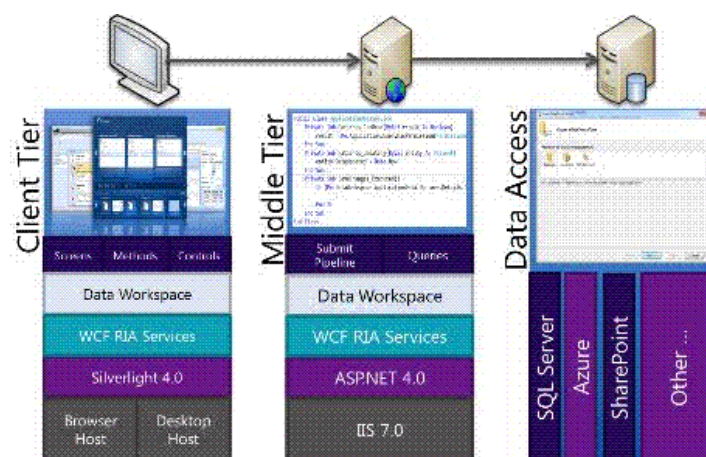 Client Tier
Screens Methods Controls
Data Workspace
WCF RIA Services
Silverlight 4.0
Browser Host
Desktop Host
Middle Tier
Submit Pipeline
Queries
Data Workspace
WCF RIA Services
ASP.NET 4.0
IIS 7.0
Data Access
SQL Server
Azure
SharePoint
Other ...